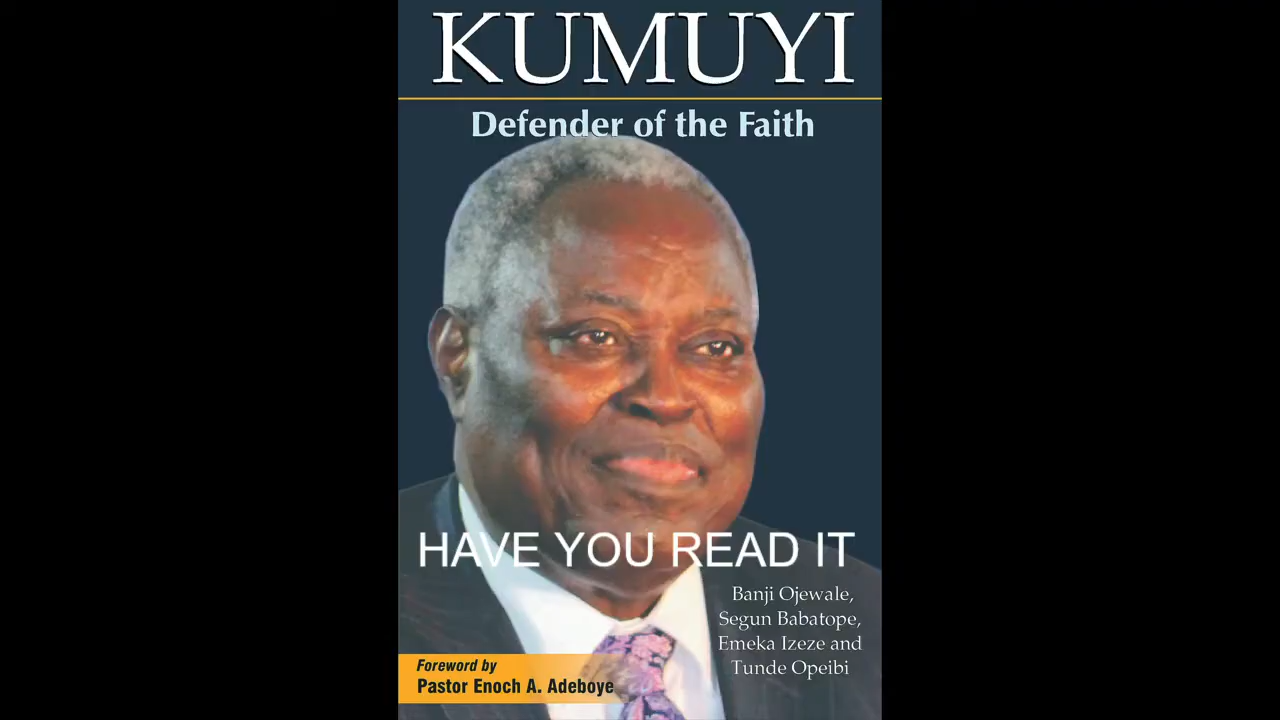 KUMUYI
Defender of the Faith
HAVE YOU READ IT
Banji Ojewale,
Segun Babatope,
Emeka Izeze and
Tunde Opeibi
Foreword by
Pastor Enoch A. Adeboye